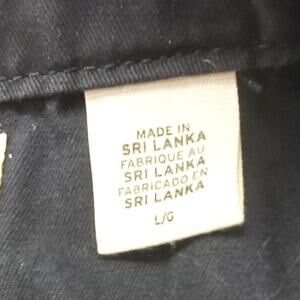 MADE IN
SRI LANKA
FABRIQUE AU
SRI LANKA
FABRICADO EN
SRI LANKA
L/G